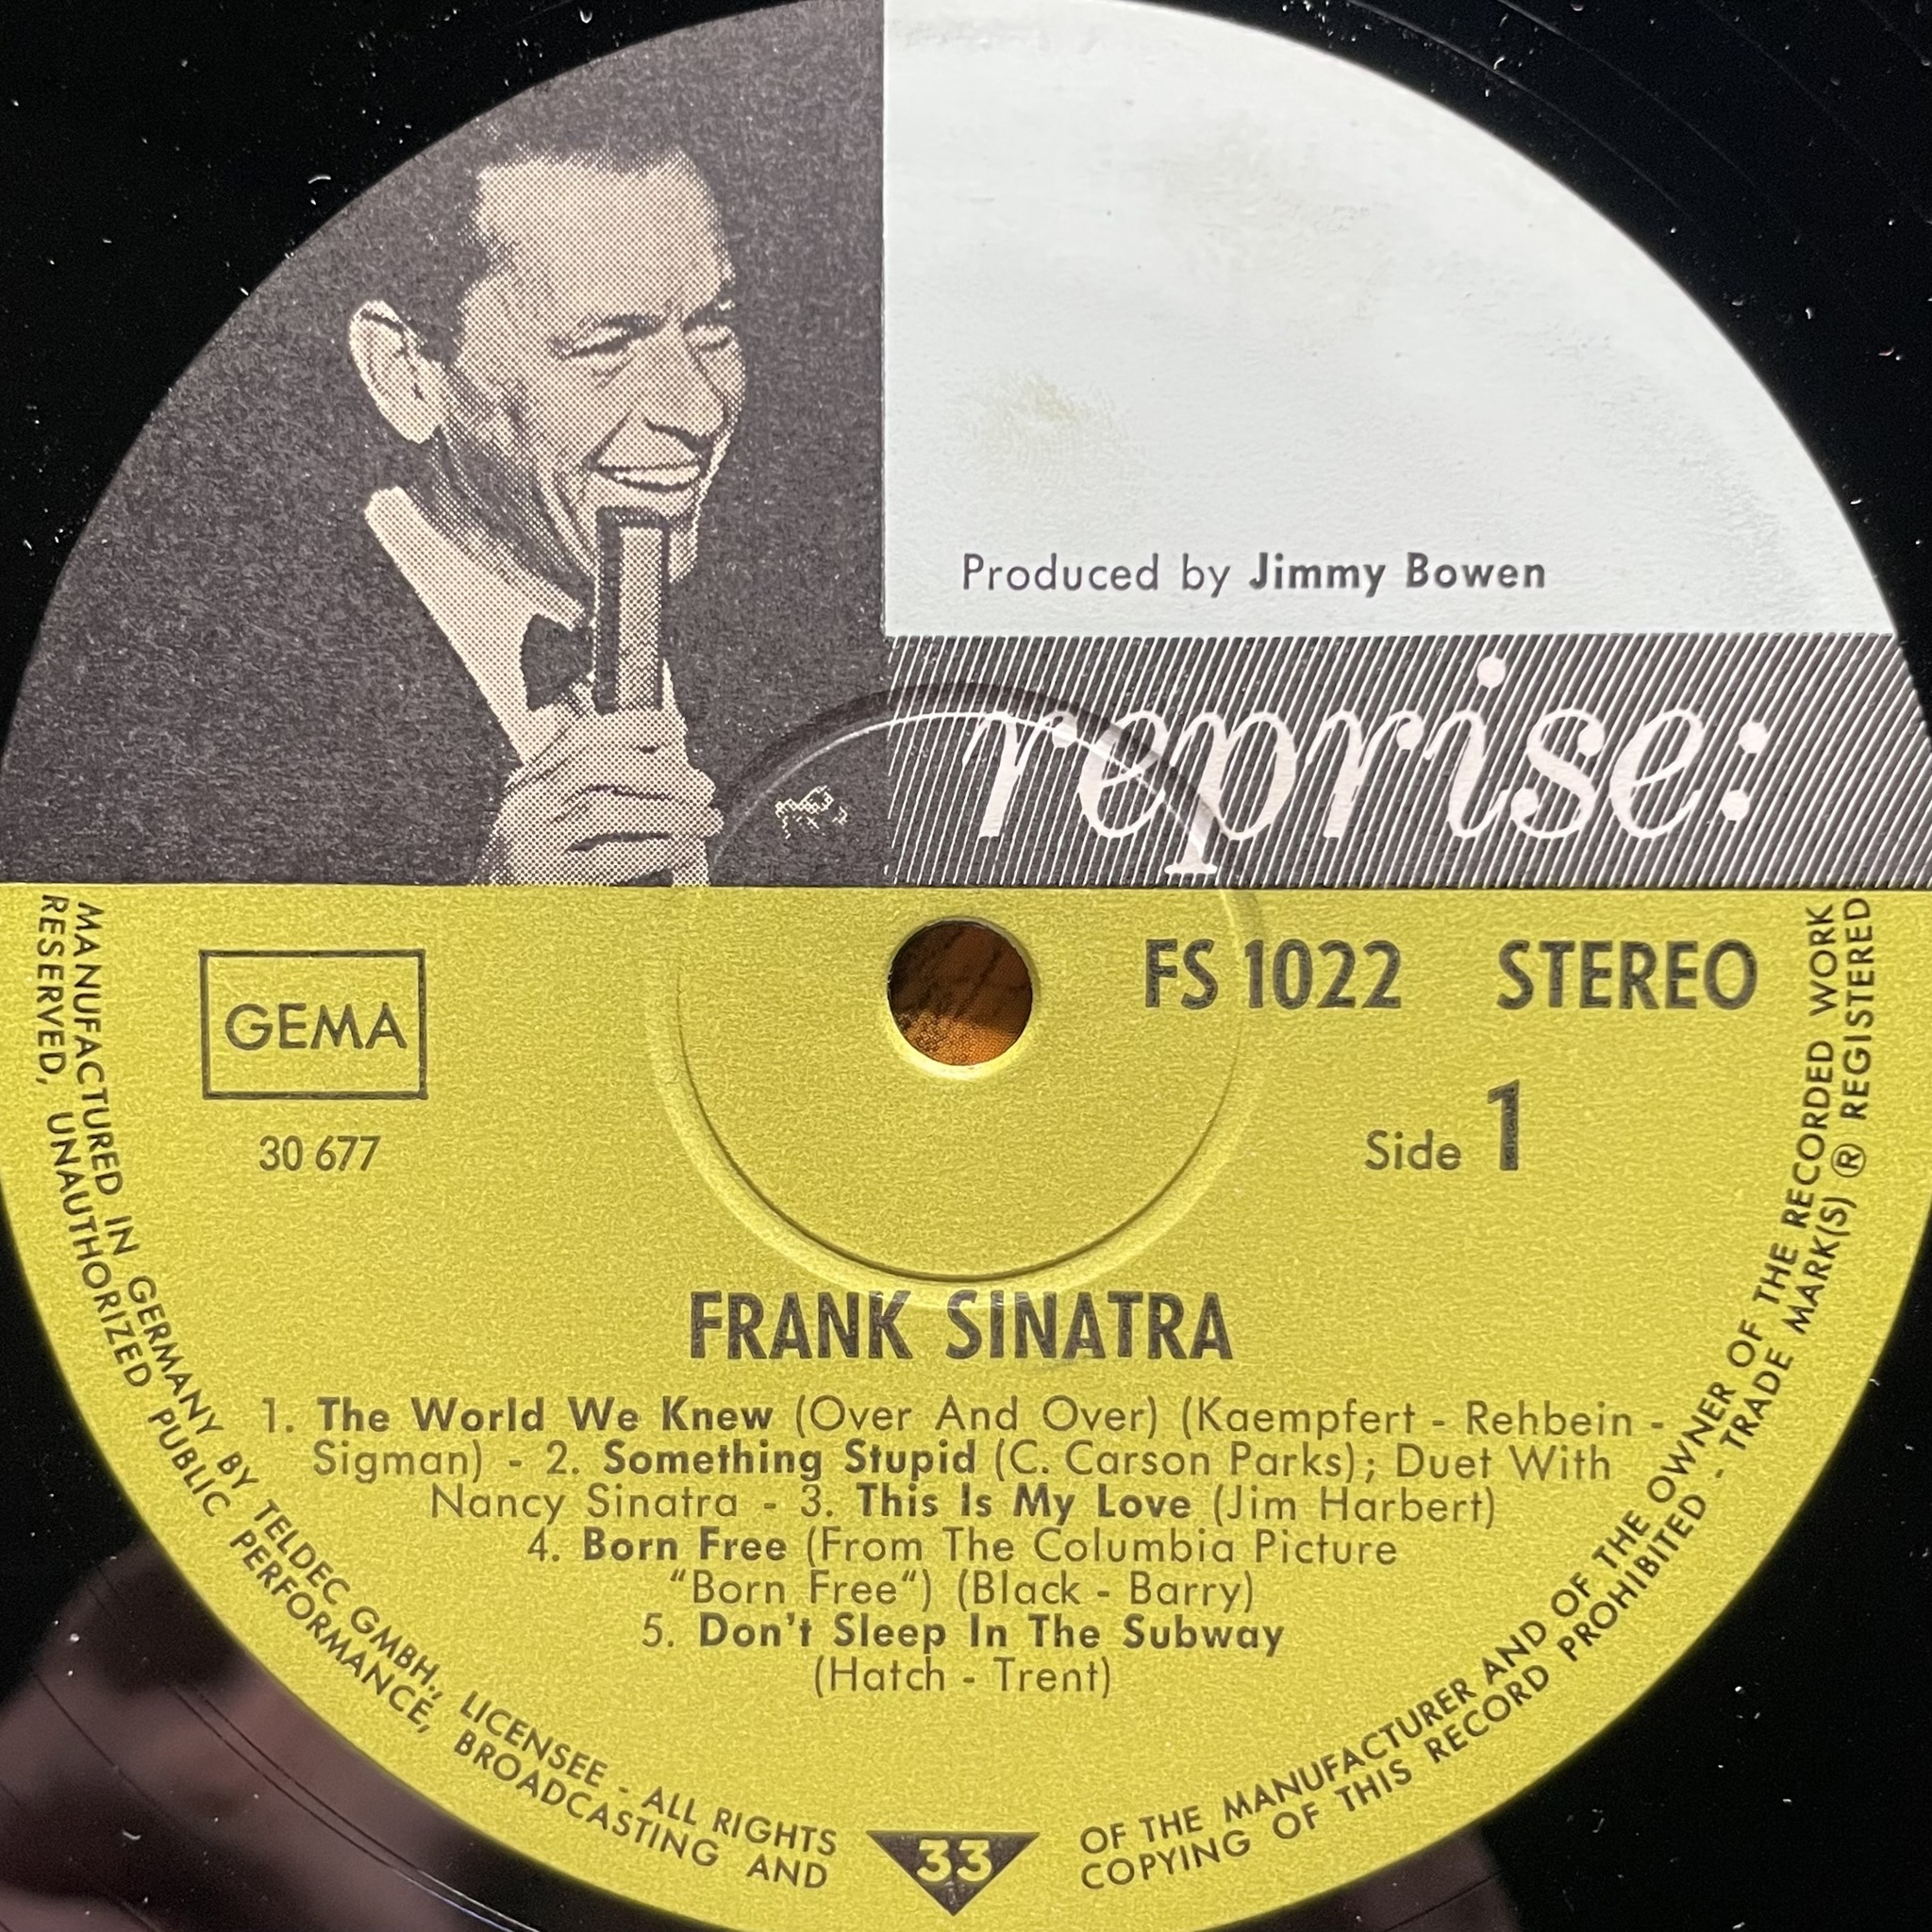 Produced by Jimmy Bowen
reprise:
GEMA
30 677
FS 1022 STEREO
Side 1
FRANK SINATRA
1. The World We Knew (Over And Over) (Kaempfert - Rehbein -
Sigman) - 2. Something Stupid (C. Carson Parks); Duet With
Nancy Sinatra - 3. This Is My Love (Jim Harbert)
4. Born Free (From The Columbia Picture
“Born Free“) (Black - Barry)
5. Don't Sleep In The Subway
(Hatch - Trent)
MANUFACTURED IN GERMANY BY TELDEC GMBH., LICENSEE - ALL RIGHTS
RESERVED, UNAUTHORIZED PUBLIC PERFORMANCE, BROADCASTING AND
33
OF THE MANUFACTURER AND OF THE OWNER OF THE RECORDED WORK
COPYING OF THIS RECORD PROHIBITED - TRADE MARK(S) ® REGISTERED